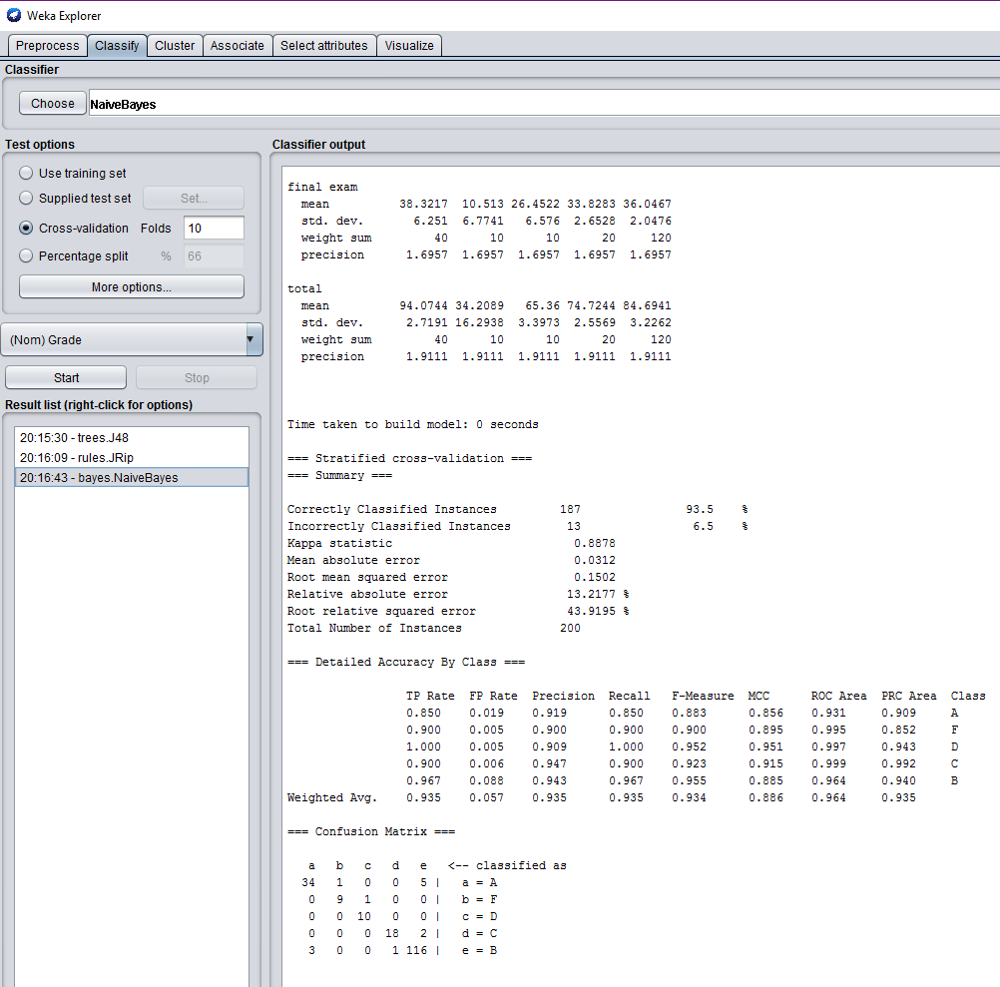 Weka Explorer
Preprocess Classify Cluster Associate Select attributes Visualize
Classifier
Choose NaiveBayes
Test options
Use training set
Supplied test set Set...
Cross-validation Folds 10
Percentage split % 66
More options...
(Nom) Grade
Start Stop
Result list (right-click for options)
20:15:30 - trees.J48
20:16:09 - rules.JRip
20:16:43 - bayes.NaiveBayes
Classifier output
final exam
mean 38.3217 10.513 26.4522 33.8283 36.0467
std. dev. 6.251 6.7741 6.576 2.6528 2.0476
weight sum 40 10 10 20 120
precision 1.6957 1.6957 1.6957 1.6957 1.6957
total
mean 94.0744 34.2089 65.36 74.7244 84.6941
std. dev. 2.7191 16.2938 3.3973 2.5569 3.2262
weight sum 40 10 10 20 120
precision 1.9111 1.9111 1.9111 1.9111 1.9111
Time taken to build model: 0 seconds
=== Stratified cross-validation ===
=== Summary ===
Correctly Classified Instances 187 93.5 %
Incorrectly Classified Instances 13 6.5 %
Kappa statistic 0.8878
Mean absolute error 0.0312
Root mean squared error 0.1502
Relative absolute error 13.2177 %
Root relative squared error 43.9195 %
Total Number of Instances 200
=== Detailed Accuracy By Class ===
TP Rate FP Rate Precision Recall F-Measure MCC ROC Area PRC Area Class
0.850 0.019 0.919 0.850 0.883 0.856 0.931 0.909 A
0.900 0.005 0.900 0.900 0.900 0.895 0.995 0.852 F
1.000 0.005 0.909 1.000 0.952 0.951 0.997 0.943 D
0.900 0.006 0.947 0.900 0.923 0.915 0.999 0.992 C
0.967 0.088 0.943 0.967 0.955 0.885 0.964 0.940 B
Weighted Avg. 0.935 0.057 0.935 0.935 0.934 0.886 0.964 0.935
=== Confusion Matrix ===
a b c d e <-- classified as
34 1 0 0 5 | a = A
0 9 1 0 0 | b = F
0 0 10 0 0 | c = D
0 0 0 18 2 | d = C
3 0 0 1 116 | e = B